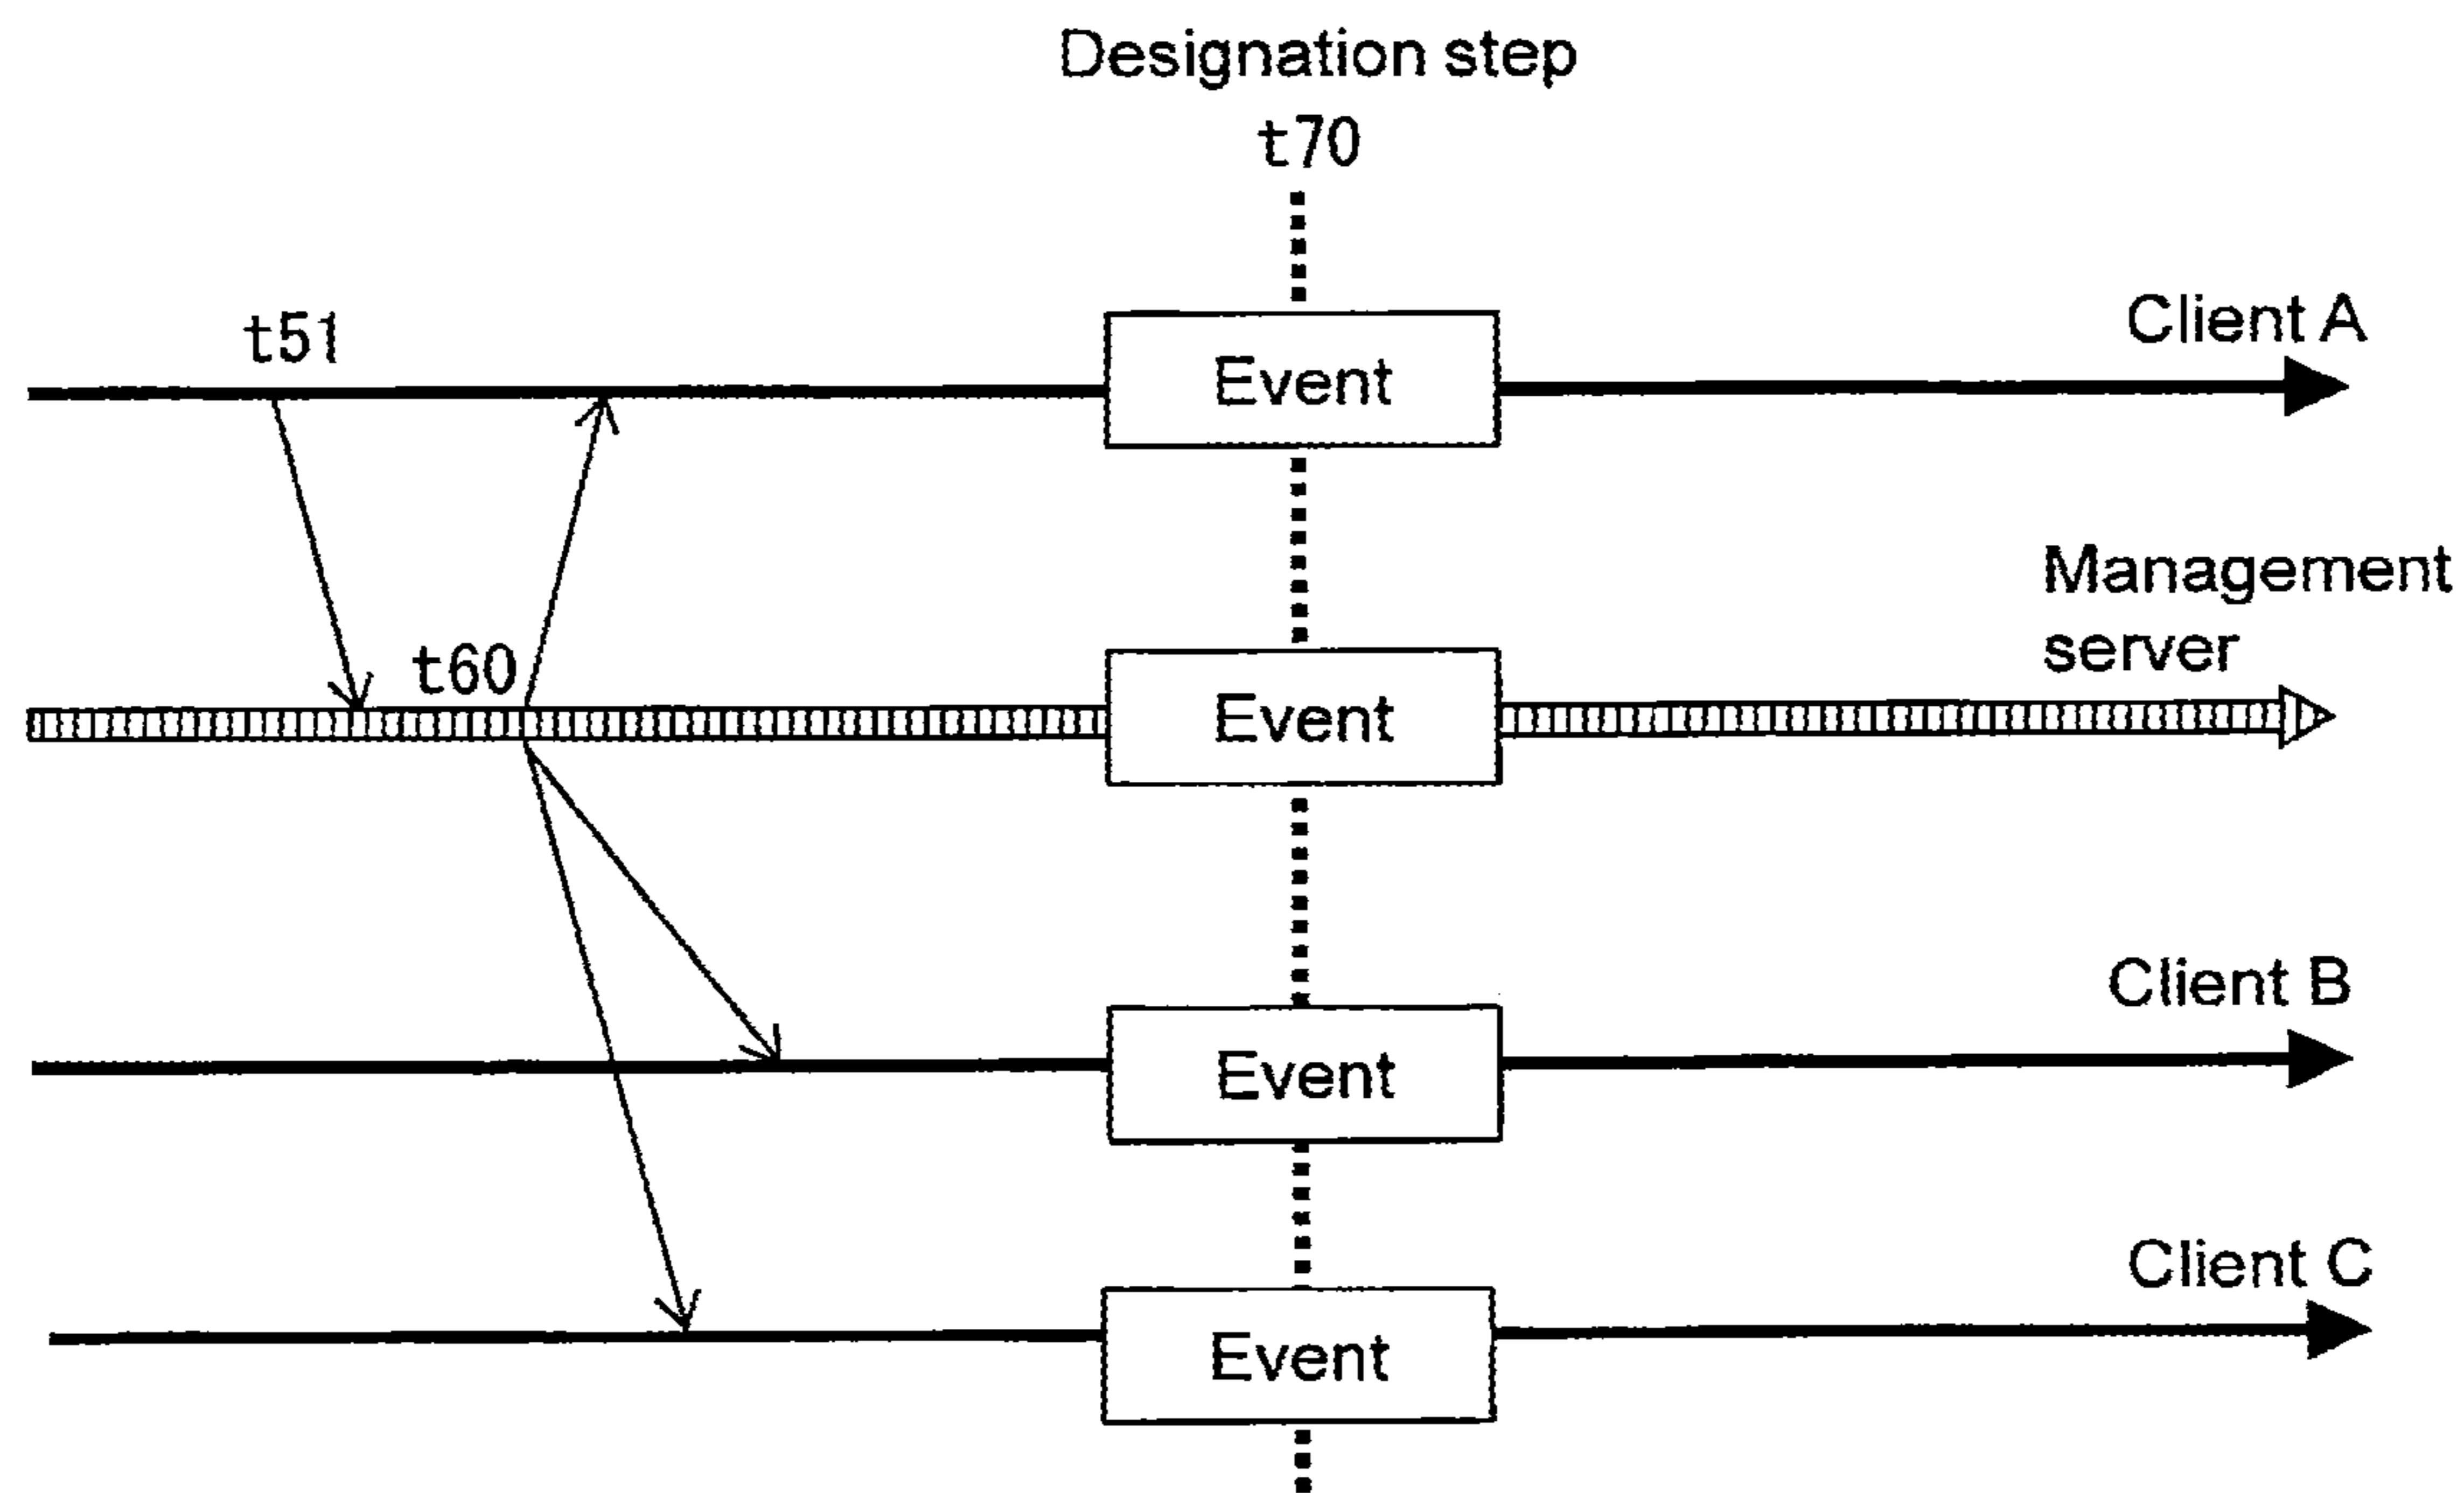 Designation step
t70
t51
Client A
Event
Management
server
t60
Event
Client B
Event
Client C
Event